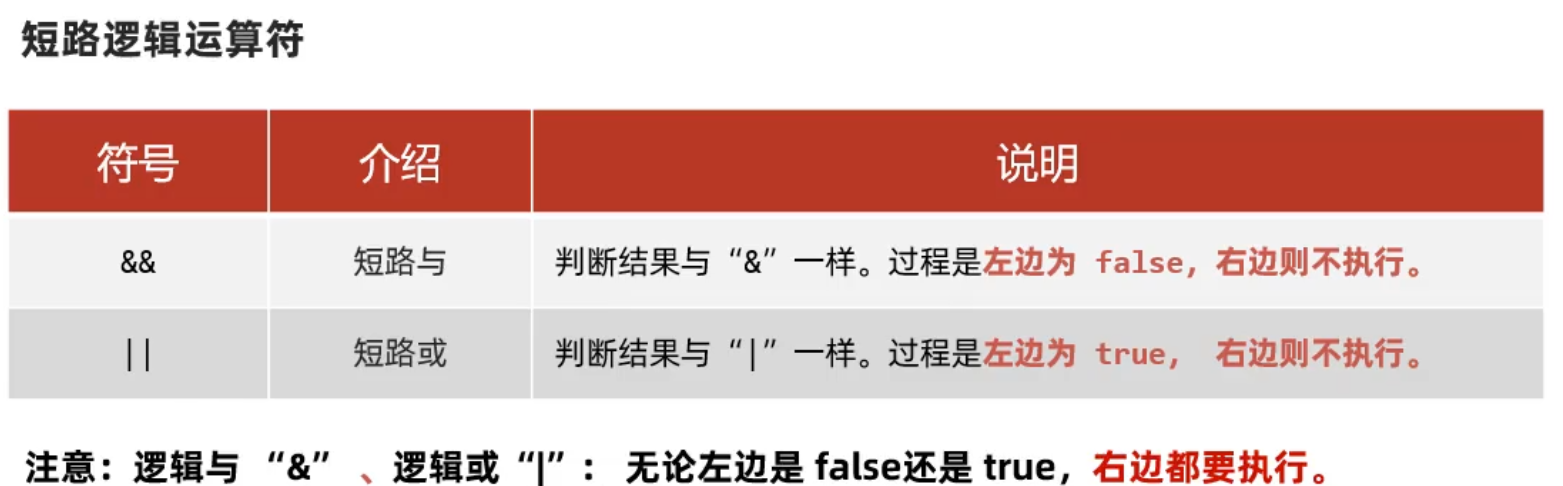 短路逻辑运算符
符号 介绍 说明
&& 短路与 判断结果与“&”一样。过程是左边为 false，右边则不执行。
|| 短路或 判断结果与“|”一样。过程是左边为 true， 右边则不执行。
注意：逻辑与 “&” 、逻辑或“|”： 无论左边是 false还是 true，右边都要执行。